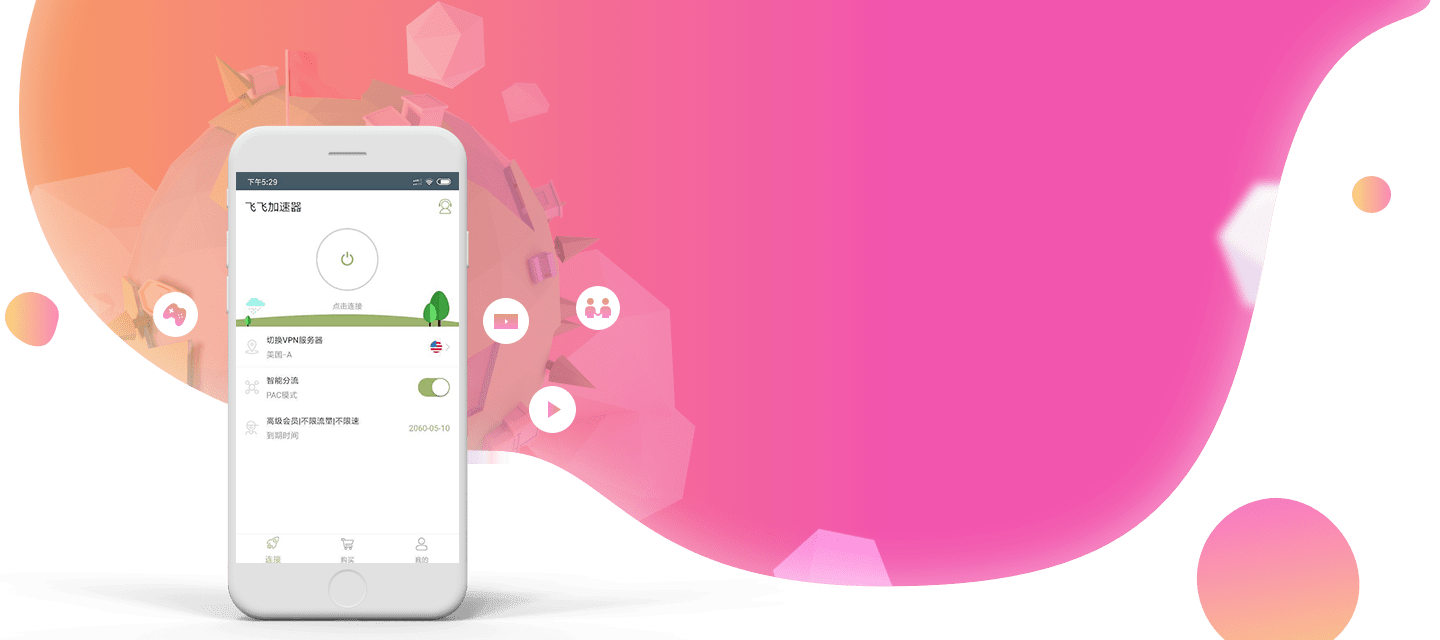 下午5:29
飞飞加速器
点击连接
切换VPN服务器
美国-A
智能分流
PAC模式
高级会员|不限流量|不限速
到期时间
2060-05-10
连接
购买
我的